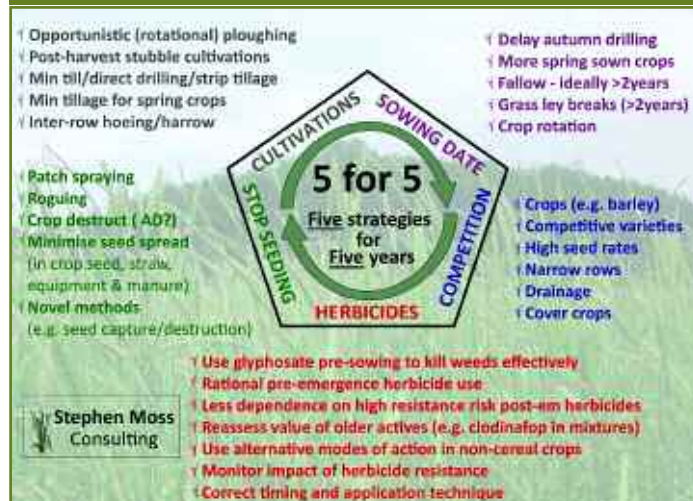 Opportunistic (rotational) ploughing
Post-harvest stubble cultivations
Min till/direct drilling/strip tillage
Min tillage for spring crops
Inter-row hoeing/harrow
Delay autumn drilling
More spring sown crops
Fallow - ideally >2years
Grass ley breaks (>2years)
Crop rotation
CULTIVATIONS
SOWING DATE
COMPETITION
HERBICIDES
STOP SEEDING
5 for 5
Five strategies
for
Five years
Patch spraying
Roguing
Crop destruct ( AD?)
Minimise seed spread
(in crop seed, straw,
equipment & manure)
Novel methods
(e.g. seed capture/destruction)
Crops (e.g. barley)
Competitive varieties
High seed rates
Narrow rows
Drainage
Cover crops
Use glyphosate pre-sowing to kill weeds effectively
Rational pre-emergence herbicide use
Less dependence on high resistance risk post-em herbicides
Reassess value of older actives (e.g. clodinafop in mixtures)
Use alternative modes of action in non-cereal crops
Monitor impact of herbicide resistance
Correct timing and application technique
Stephen Moss
Consulting